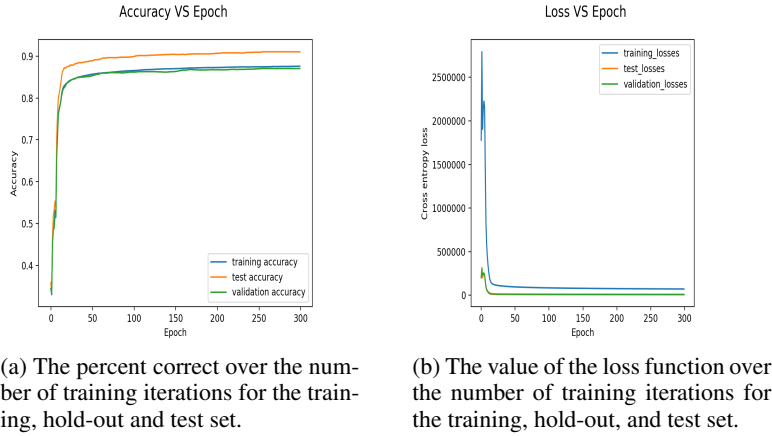 Accuracy VS Epoch
0.9
0.8
0.7
0.6
0.5
0.4
Accuracy
0 50 100 150 200 250 300
Epoch
training accuracy
test accuracy
validation accuracy
(a) The percent correct over the num-
ber of training iterations for the train-
ing, hold-out and test set.
Loss VS Epoch
2500000
2000000
1500000
1000000
500000
0
Cross entropy loss
0 50 100 150 200 250 300
Epoch
training_losses
test_losses
validation_losses
(b) The value of the loss function over
the number of training iterations for
the training, hold-out, and test set.